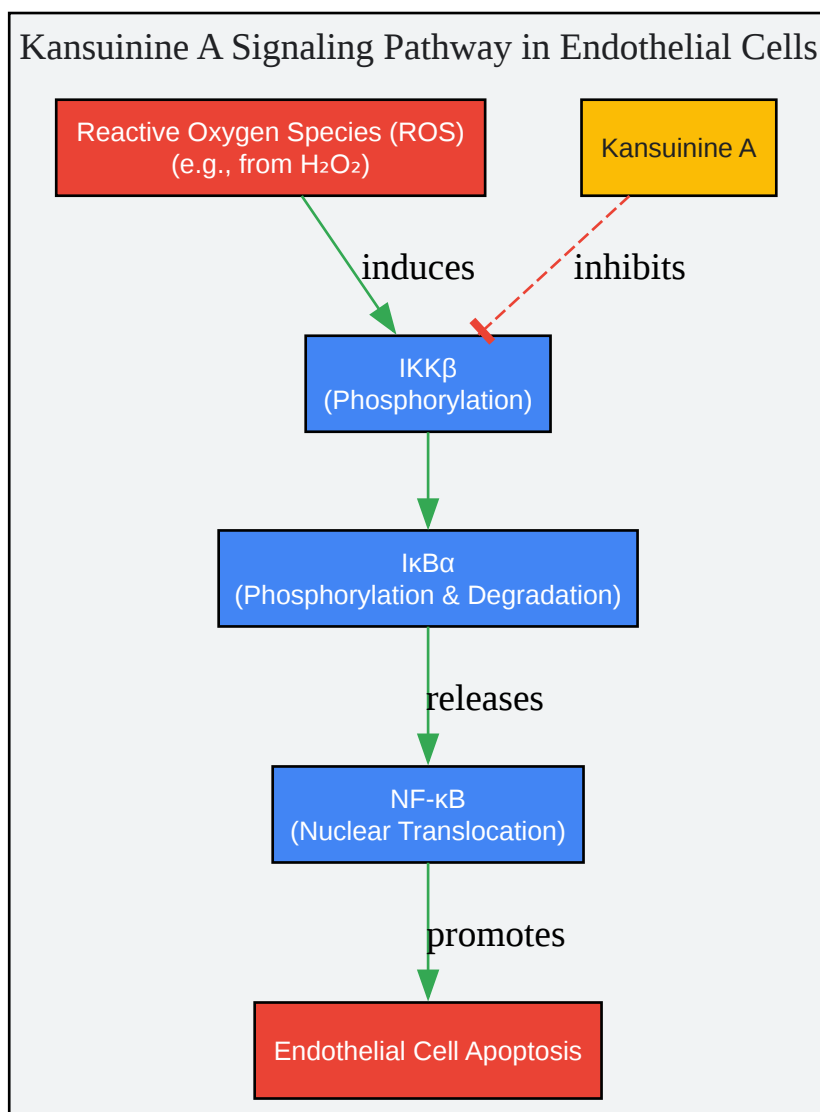 Kansuinine A Signaling Pathway in Endothelial Cells
Reactive Oxygen Species (ROS)
(e.g., from H₂O₂)
Kansuinine A
induces
inhibits
IKKβ
(Phosphorylation)
IκBα
(Phosphorylation & Degradation)
releases
NF-κB
(Nuclear Translocation)
promotes
Endothelial Cell Apoptosis